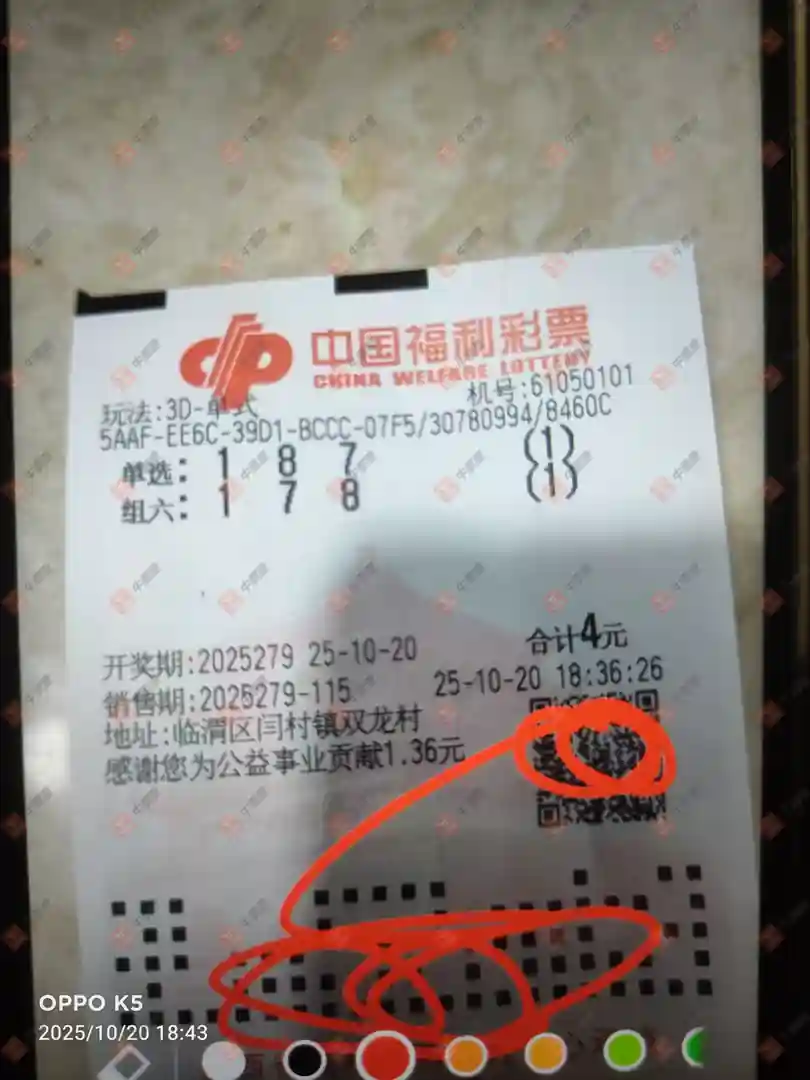 中国福利彩票
CHINA WELFARE LOTTERY
玩法:3D-单式 机号:61050101
5AAF-EE6C-39D1-BCCC-07F5/30780994/8460C
单选: 1 8 7 (1)
组六: 1 7 8 (1)
合计4元
开奖期:2025279 25-10-20
销售期:2025279-115 25-10-20 18:36:26
地址:临渭区闫村镇双龙村
感谢您为公益事业贡献1.36元
OPPO K5
2025/10/20 18:43